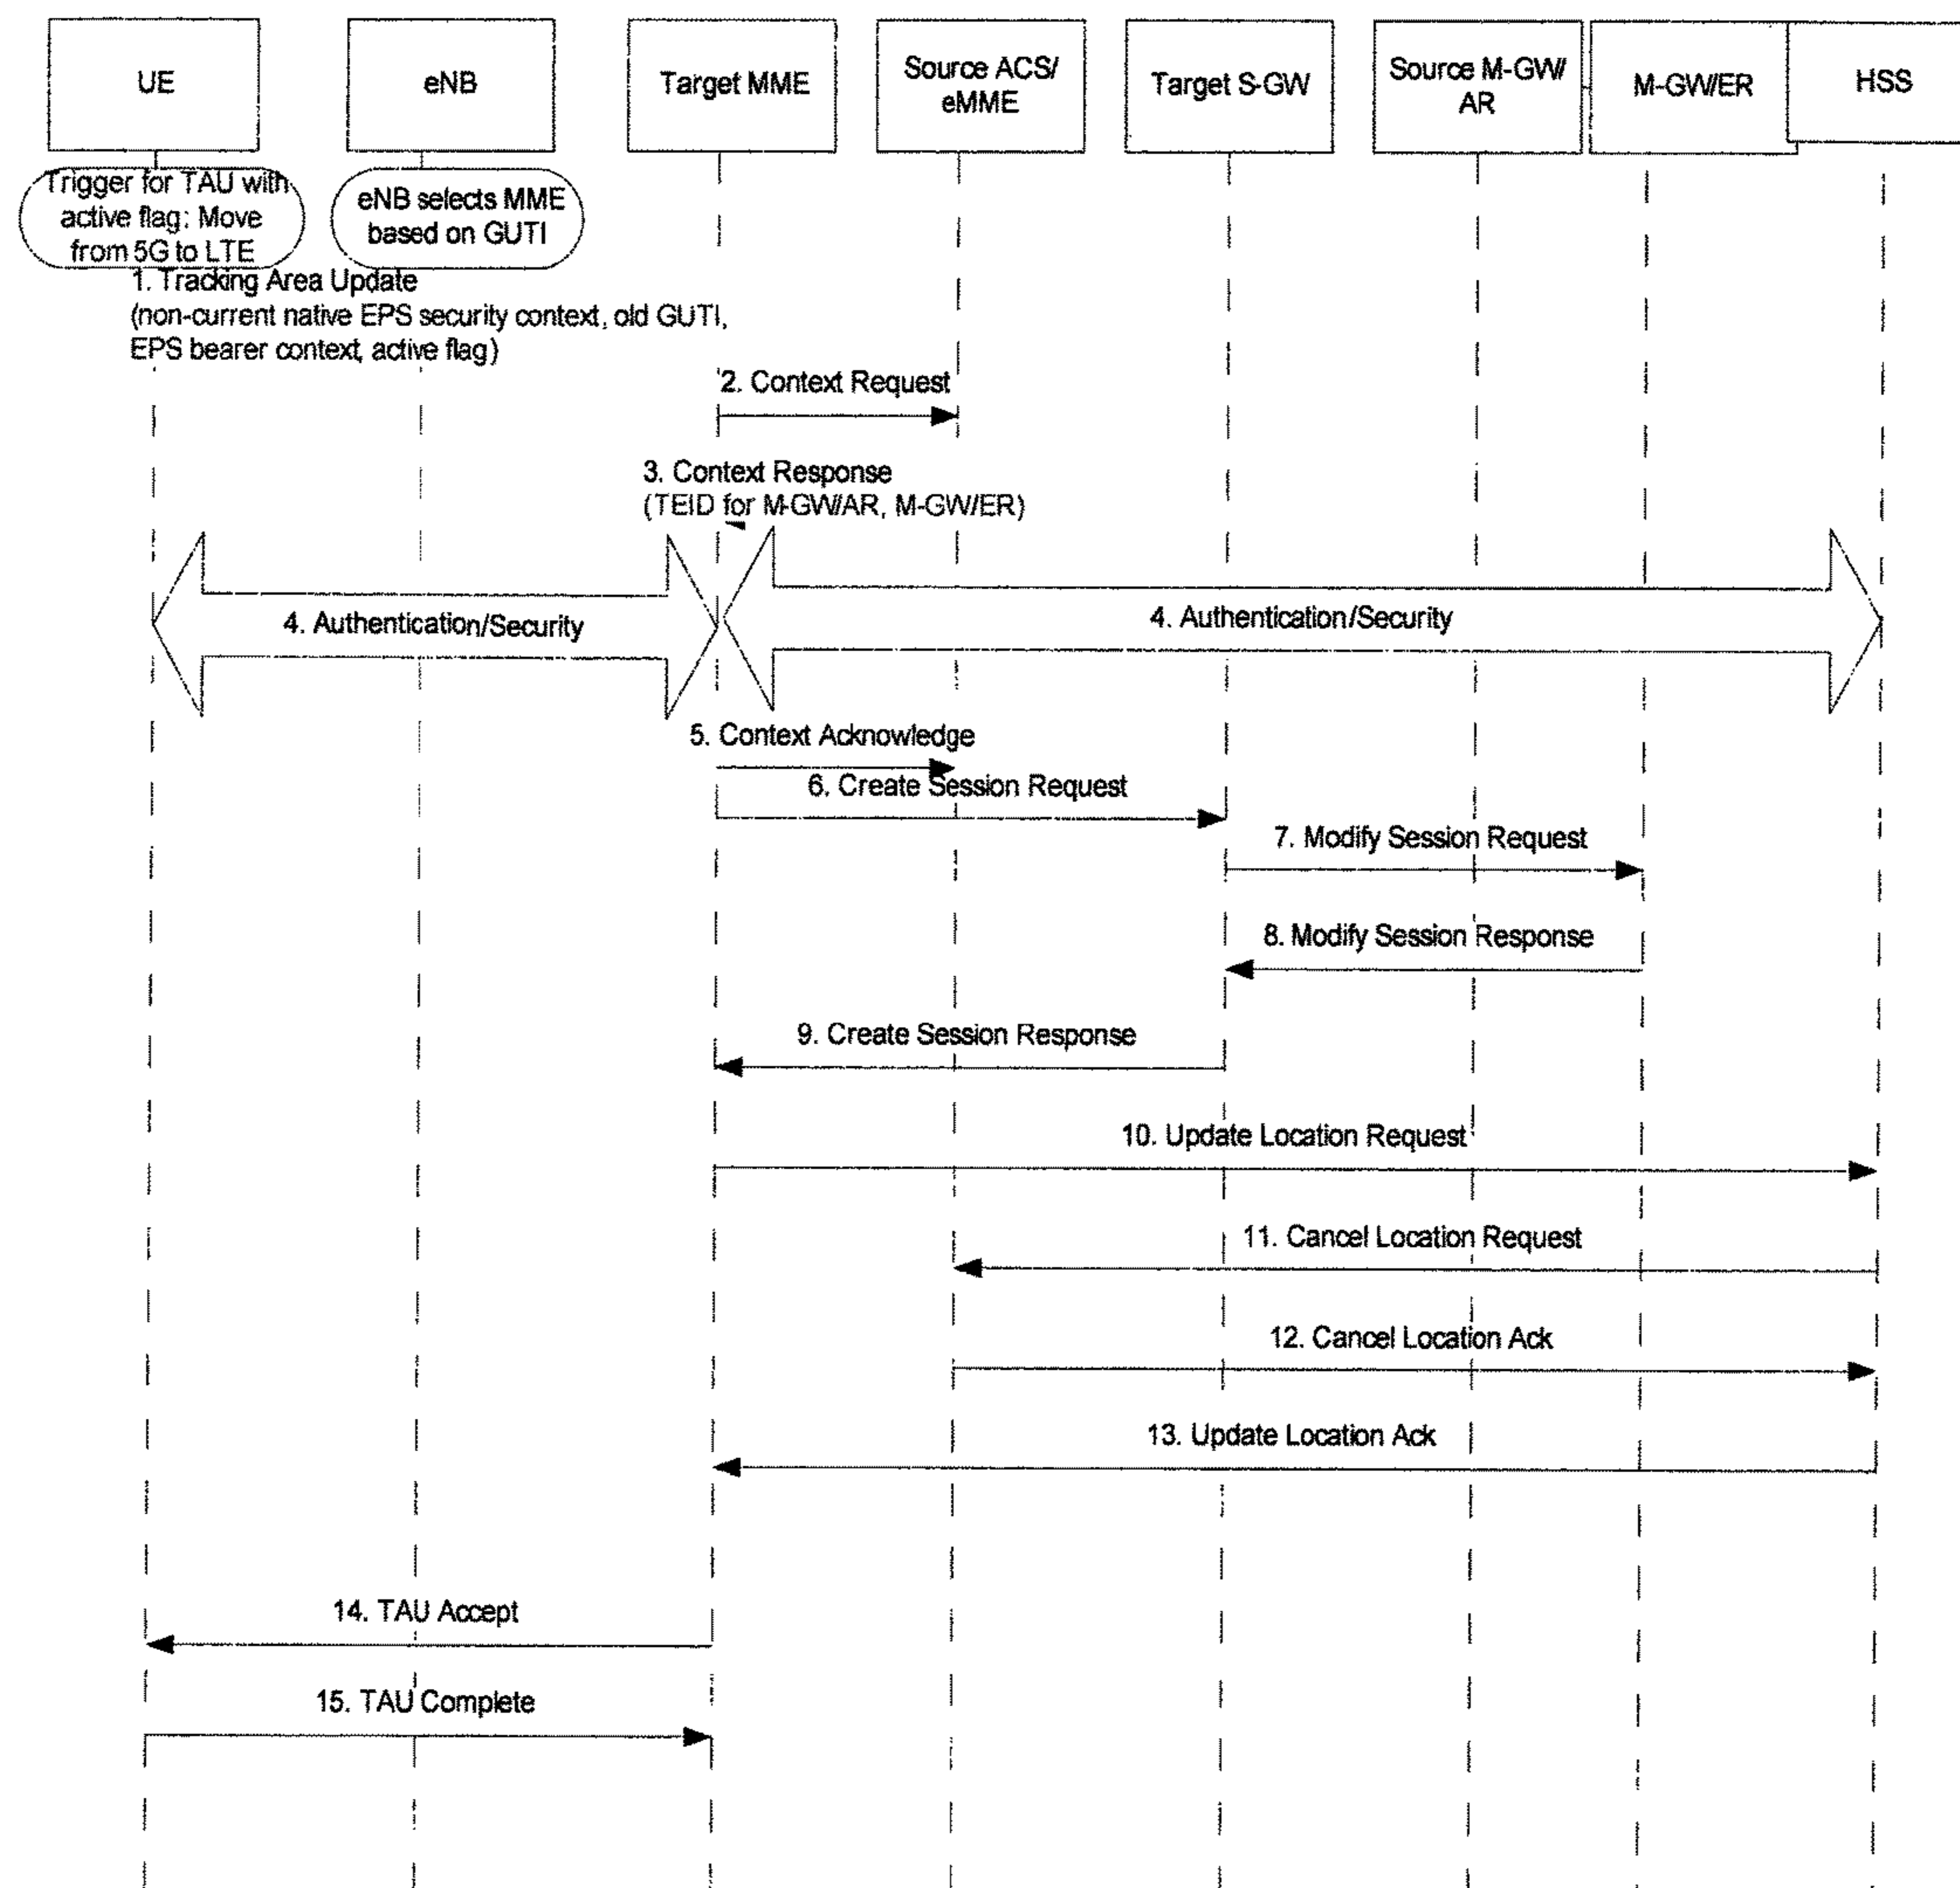 UE
eNB
Target MME
Source ACS/
eMME
Target S-GW
Source M-GW/
AR
M-GW/ER
HSS
Trigger for TAU with
active flag: Move
from 5G to LTE
eNB selects MME
based on GUTI
1. Tracking Area Update
(non-current native EPS security context, old GUTI,
EPS bearer context, active flag)
2. Context Request
3. Context Response
(TEID for M-GW/AR, M-GW/ER)
4. Authentication/Security
4. Authentication/Security
5. Context Acknowledge
6. Create Session Request
7. Modify Session Request
8. Modify Session Response
9. Create Session Response
10. Update Location Request
11. Cancel Location Request
12. Cancel Location Ack
13. Update Location Ack
14. TAU Accept
15. TAU Complete